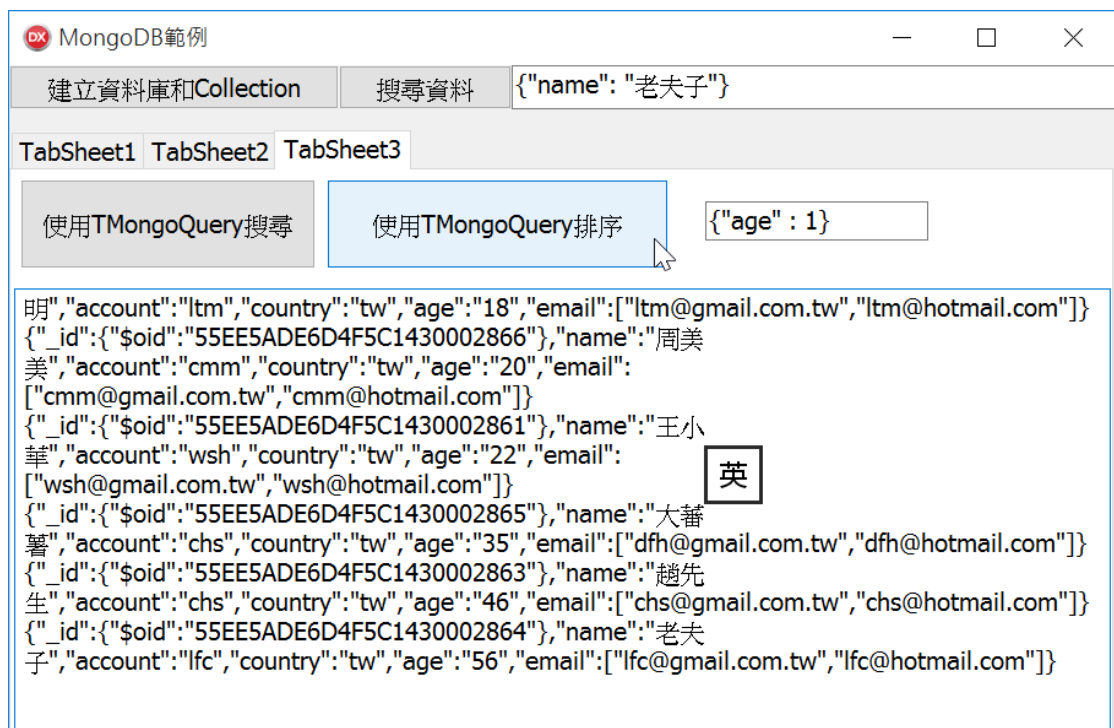 MongoDB範例
建立資料庫和Collection 搜尋資料 {"name": "老夫子"}
TabSheet1 TabSheet2 TabSheet3
使用TMongoQuery搜尋 使用TMongoQuery排序 {"age" : 1}
明","account":"ltm","country":"tw","age":"18","email":["ltm@gmail.com.tw","ltm@hotmail.com"]}
{"_id":{"$oid":"55EE5ADE6D4F5C1430002866"},"name":"周美
美","account":"cmm","country":"tw","age":"20","email":
["cmm@gmail.com.tw","cmm@hotmail.com"]}
{"_id":{"$oid":"55EE5ADE6D4F5C1430002861"},"name":"王小
華","account":"wsh","country":"tw","age":"22","email":
["wsh@gmail.com.tw","wsh@hotmail.com"]}
英
{"_id":{"$oid":"55EE5ADE6D4F5C1430002865"},"name":"大蕃
薯","account":"chs","country":"tw","age":"35","email":["dfh@gmail.com.tw","dfh@hotmail.com"]}
{"_id":{"$oid":"55EE5ADE6D4F5C1430002863"},"name":"趙先
生","account":"chs","country":"tw","age":"46","email":["chs@gmail.com.tw","chs@hotmail.com"]}
{"_id":{"$oid":"55EE5ADE6D4F5C1430002864"},"name":"老夫
子","account":"lfc","country":"tw","age":"56","email":["lfc@gmail.com.tw","lfc@hotmail.com"]}